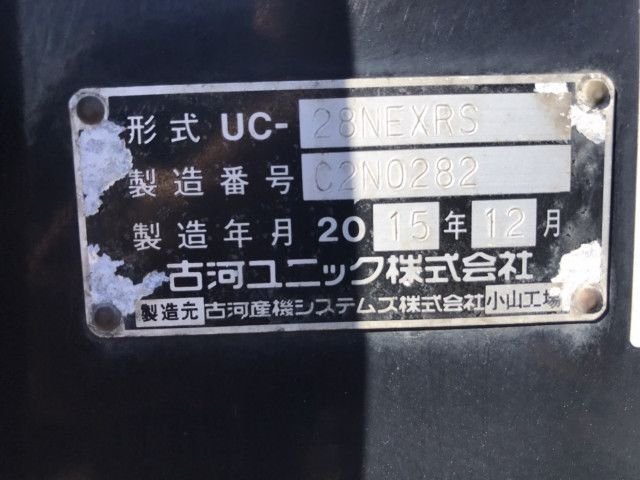 形式 UC-28NEXRS
製造番号 C2N0282
製造年月 2015年12月
古河ユニック株式会社
製造元 古河産機システムズ株式会社 小山工場